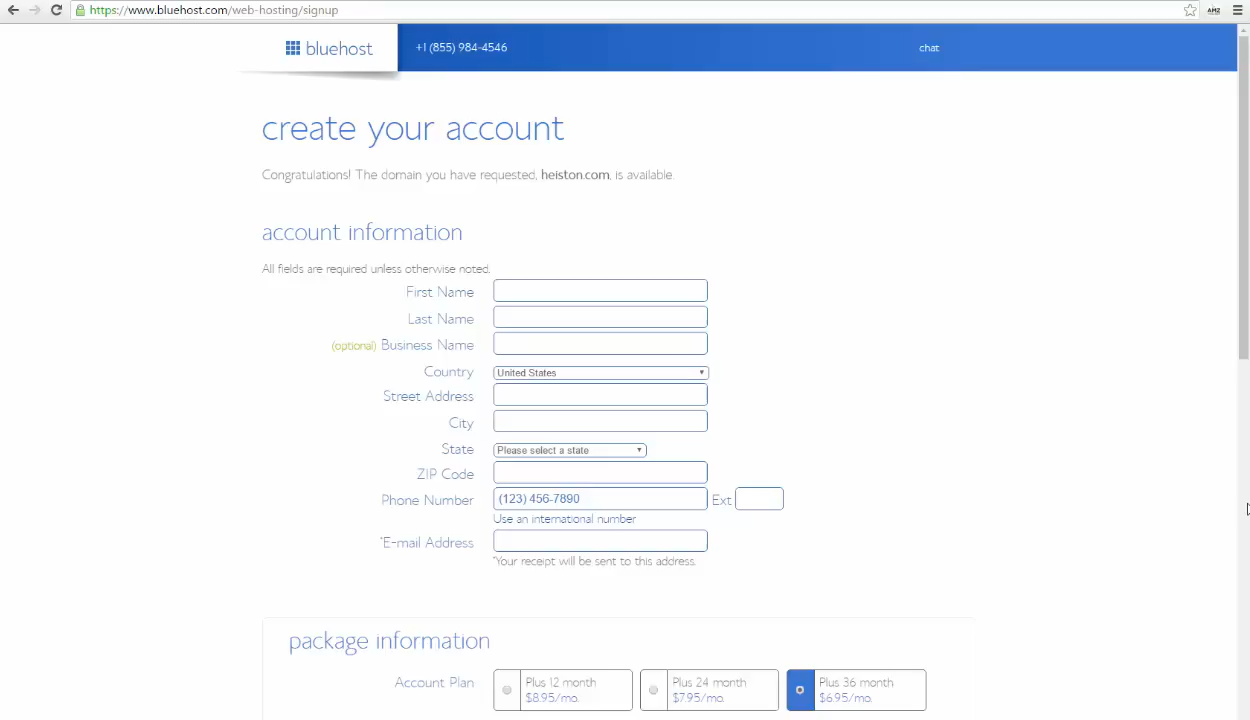 https://www.bluehost.com/web-hosting/signup
AMZ
bluehost
+1 (855) 984-4546
chat
create your account
Congratulations! The domain you have requested, heiston.com, is available.
account information
All fields are required unless otherwise noted.
First Name
Last Name
(optional) Business Name
Country United States
Street Address
City
State Please select a state
ZIP Code
Phone Number (123) 456-7890 Ext
Use an international number
*E-mail Address
*Your receipt will be sent to this address.
package information
Account Plan
Plus 12 month
$8.95/mo.
Plus 24 month
$7.95/mo.
Plus 36 month
$6.95/mo.